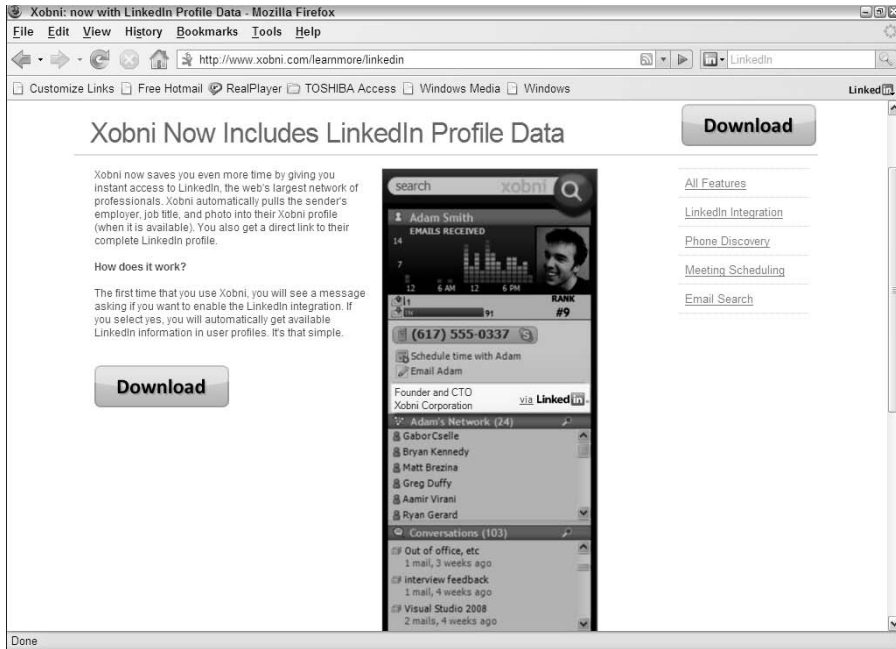 Xobni: now with LinkedIn Profile Data - Mozilla Firefox
File Edit View History Bookmarks Tools Help
http://www.xobni.com/learnmore/linkedin
LinkedIn
Customize Links Free Hotmail RealPlayer TOSHIBA Access Windows Media Windows
Linked in
Xobni Now Includes LinkedIn Profile Data
Download
Xobni now saves you even more time by giving you
instant access to LinkedIn, the web's largest network of
professionals. Xobni automatically pulls the sender's
employer, job title, and photo into their Xobni profile
(when it is available). You also get a direct link to their
complete LinkedIn profile.
How does it work?
The first time that you use Xobni, you will see a message
asking if you want to enable the LinkedIn integration. If
you select yes, you will automatically get available
LinkedIn information in user profiles. It's that simple.
Download
search xobni
Adam Smith
EMAILS RECEIVED
14
7
12 6 AM 12 6 PM
RANK
91
#9
(617) 555-0337
Schedule time with Adam
Email Adam
Founder and CTO
Xobni Corporation
via Linked in
Adam's Network (24)
Gabor Cselle
Bryan Kennedy
Matt Brezina
Greg Duffy
Aamir Virani
Ryan Gerard
Conversations (103)
Out of office, etc
1 mail, 3 weeks ago
interview feedback
1 mail, 4 weeks ago
Visual Studio 2008
2 mails, 4 weeks ago
All Features
LinkedIn Integration
Phone Discovery
Meeting Scheduling
Email Search
Done